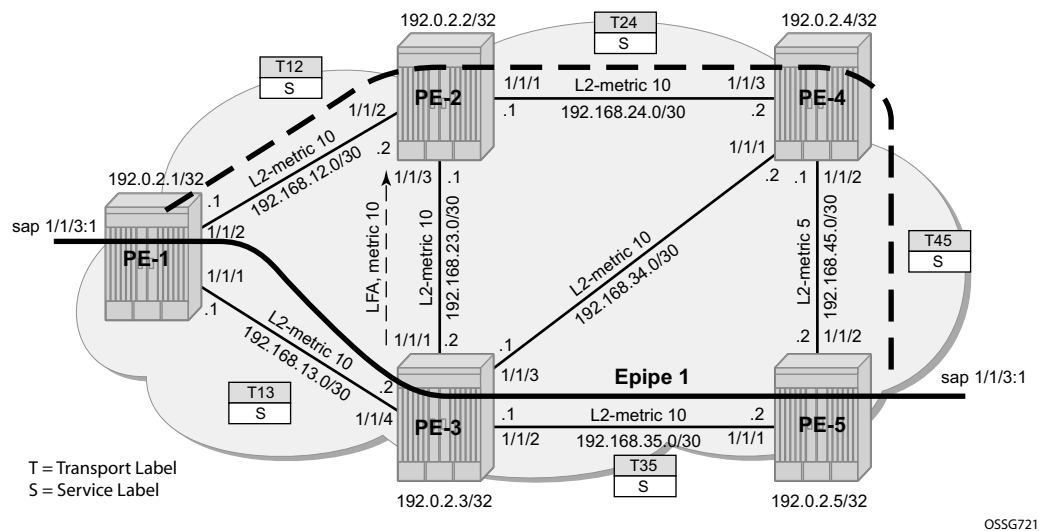 192.0.2.2/32
T24
S
192.0.2.4/32
T12
S
1/1/1
L2-metric 10
1/1/3
PE-2
PE-4
1/1/2
.1
192.168.24.0/30
.2
.2
L2-metric 10
192.168.12.0/30
1/1/1
192.0.2.1/32
1/1/3
.1
.2
.1
1/1/2
.1
sap 1/1/3:1
1/1/2
PE-1
LFA, metric 10
L2-metric 10
192.168.23.0/30
L2-metric 10
192.168.34.0/30
L2-metric 5
192.168.45.0/30
T45
S
1/1/1
.1
L2-metric 10
192.168.13.0/30
1/1/1
.2
.1
.2
1/1/2
T13
S
.2
1/1/3
Epipe 1
sap 1/1/3:1
1/1/4
.1
L2-metric 10
.2
PE-3
PE-5
1/1/2
192.168.35.0/30
1/1/1
T = Transport Label
S = Service Label
T35
S
192.0.2.3/32
192.0.2.5/32
OSSG721